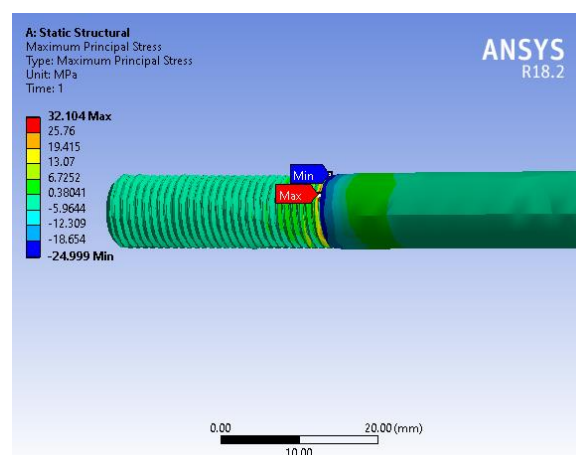 A: Static Structural
Maximum Principal Stress
Type: Maximum Principal Stress
Unit: MPa
Time: 1
ANSYS
R18.2
32.104 Max
25.76
19.415
13.07
6.7252
0.38041
-5.9644
-12.309
-18.654
-24.999 Min
Min
Max
0.00
20.00 (mm)
10.00